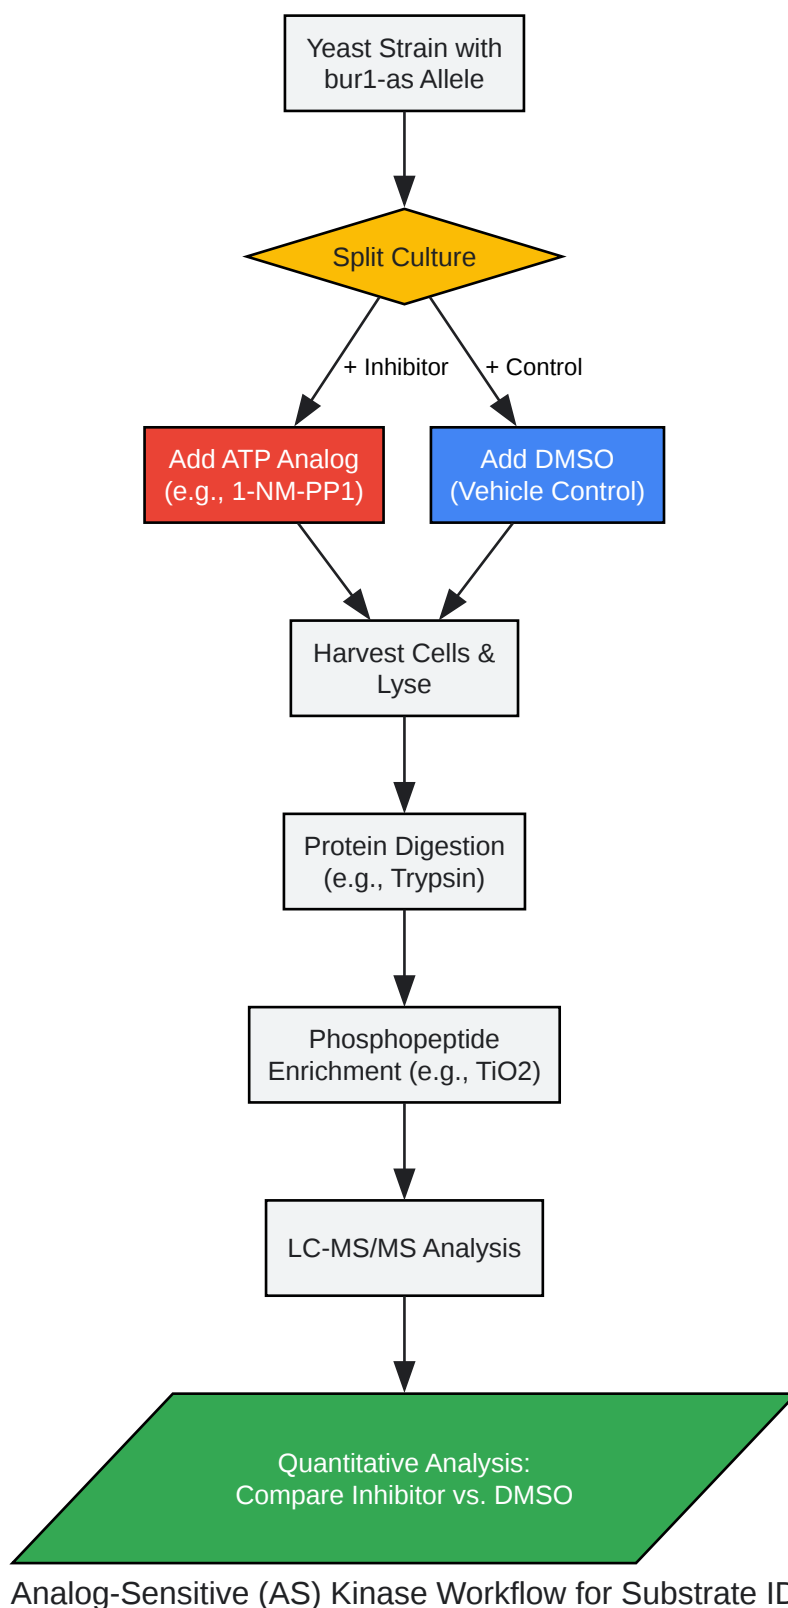 Yeast Strain with
bur1-as Allele
Split Culture
+ Inhibitor
+ Control
Add ATP Analog
(e.g., 1-NM-PP1)
Add DMSO
(Vehicle Control)
Harvest Cells &
Lyse
Protein Digestion
(e.g., Trypsin)
Phosphopeptide
Enrichment (e.g., TiO2)
LC-MS/MS Analysis
Quantitative Analysis:
Compare Inhibitor vs. DMSO
Analog-Sensitive (AS) Kinase Workflow for Substrate ID